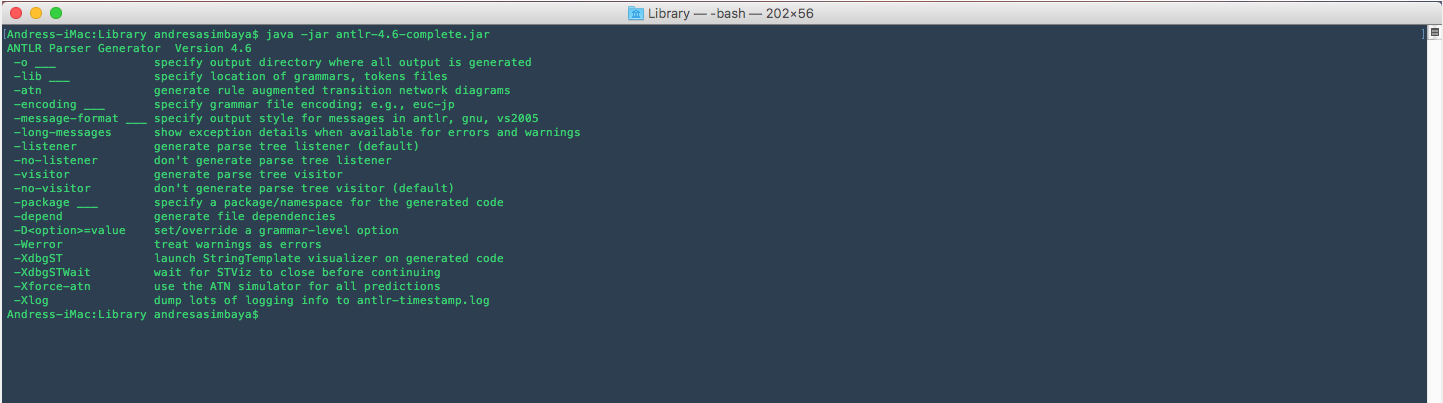 Library — -bash — 202×56
[Andress-iMac:Library andresasimbaya$ java -jar antlr-4.6-complete.jar ]
ANTLR Parser Generator  Version 4.6
 -o ___              specify output directory where all output is generated
 -lib ___            specify location of grammars, tokens files
 -atn                generate rule augmented transition network diagrams
 -encoding ___       specify grammar file encoding; e.g., euc-jp
 -message-format ___ specify output style for messages in antlr, gnu, vs2005
 -long-messages      show exception details when available for errors and warnings
 -listener           generate parse tree listener (default)
 -no-listener        don't generate parse tree listener
 -visitor            generate parse tree visitor
 -no-visitor         don't generate parse tree visitor (default)
 -package ___        specify a package/namespace for the generated code
 -depend             generate file dependencies
 -D<option>=value    set/override a grammar-level option
 -Werror             treat warnings as errors
 -XdbgST             launch StringTemplate visualizer on generated code
 -XdbgSTWait         wait for STViz to close before continuing
 -Xforce-atn         use the ATN simulator for all predictions
 -Xlog               dump lots of logging info to antlr-timestamp.log
Andress-iMac:Library andresasimbaya$